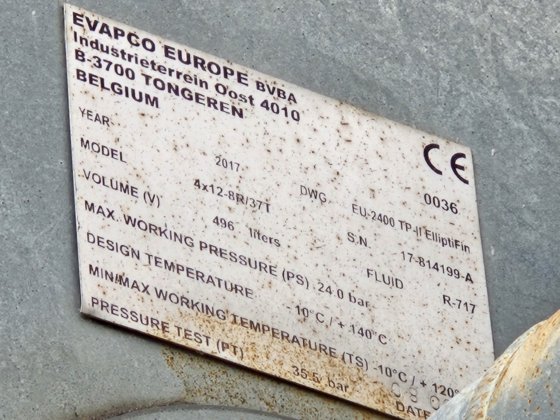 EVAPCO EUROPE BVBA
Industrieterrein Oost 4010
B-3700 TONGEREN
BELGIUM
CE
0036
YEAR 2017 DWG. EU-2400 TP-II ElliptiFin
MODEL 4x12-8R/37T S.N. 17-814199-A
VOLUME (V) 496 liters FLUID R-717
MAX. WORKING PRESSURE (PS) 24.0 bar
DESIGN TEMPERATURE 10°C / + 140°C
MIN/MAX WORKING TEMPERATURE (TS) -10°C / + 120°
PRESSURE TEST (PT) 35.5 bar